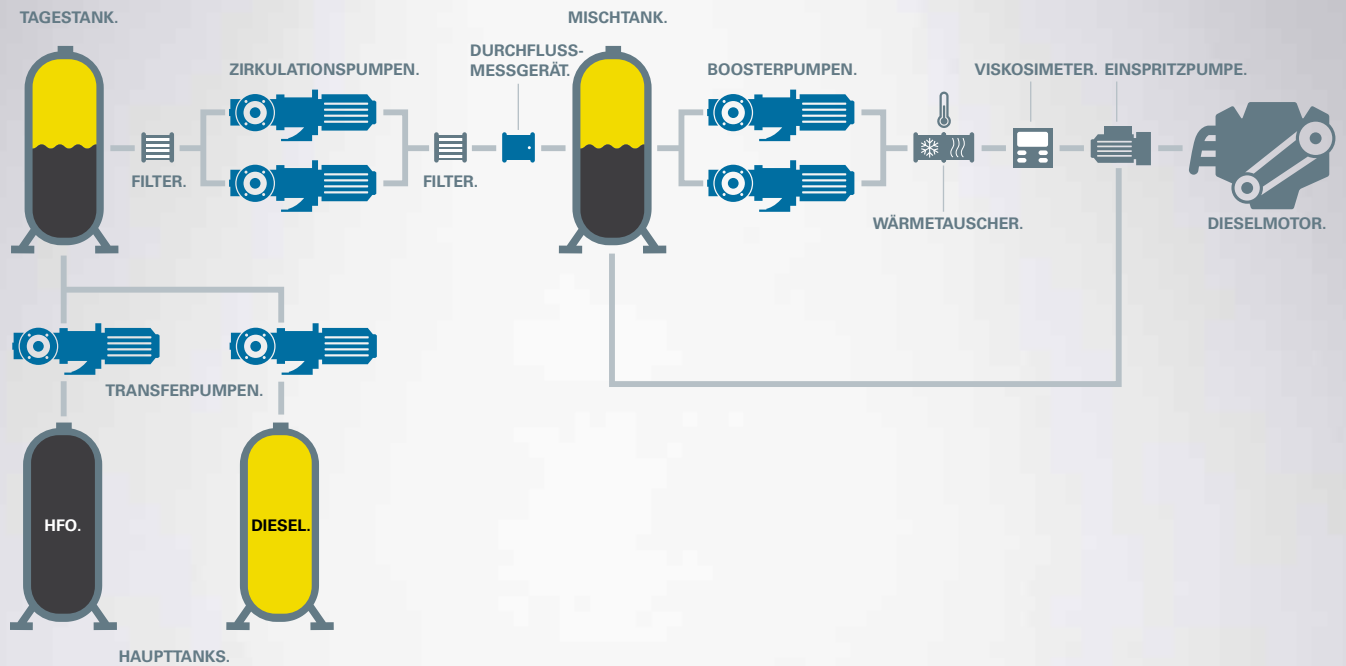 TAGESTANK.
MISCHTANK.
ZIRKULATIONSPUMPEN.
DURCHFLUSS-
MESSGERÄT.
BOOSTERPUMPEN.
VISKOSIMETER.
EINSPRITZPUMPE.
FILTER.
FILTER.
WÄRMETAUSCHER.
DIESELMOTOR.
TRANSFERPUMPEN.
HFO.
DIESEL.
HAUPTTANKS.